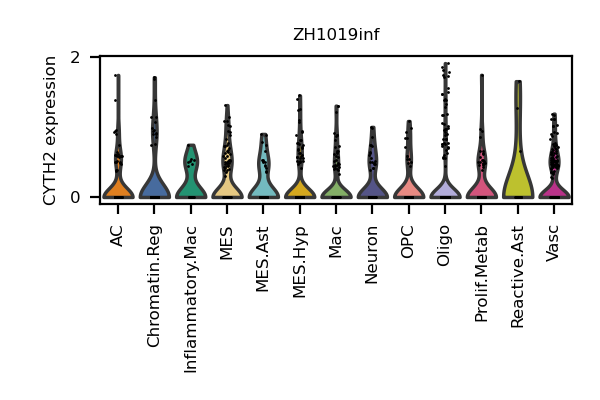 ZH1019inf
CYTH2 expression
2
0
AC
Chromatin.Reg
Inflammatory.Mac
MES
MES.Ast
MES.Hyp
Mac
Neuron
OPC
Oligo
Prolif.Metab
Reactive.Ast
Vasc